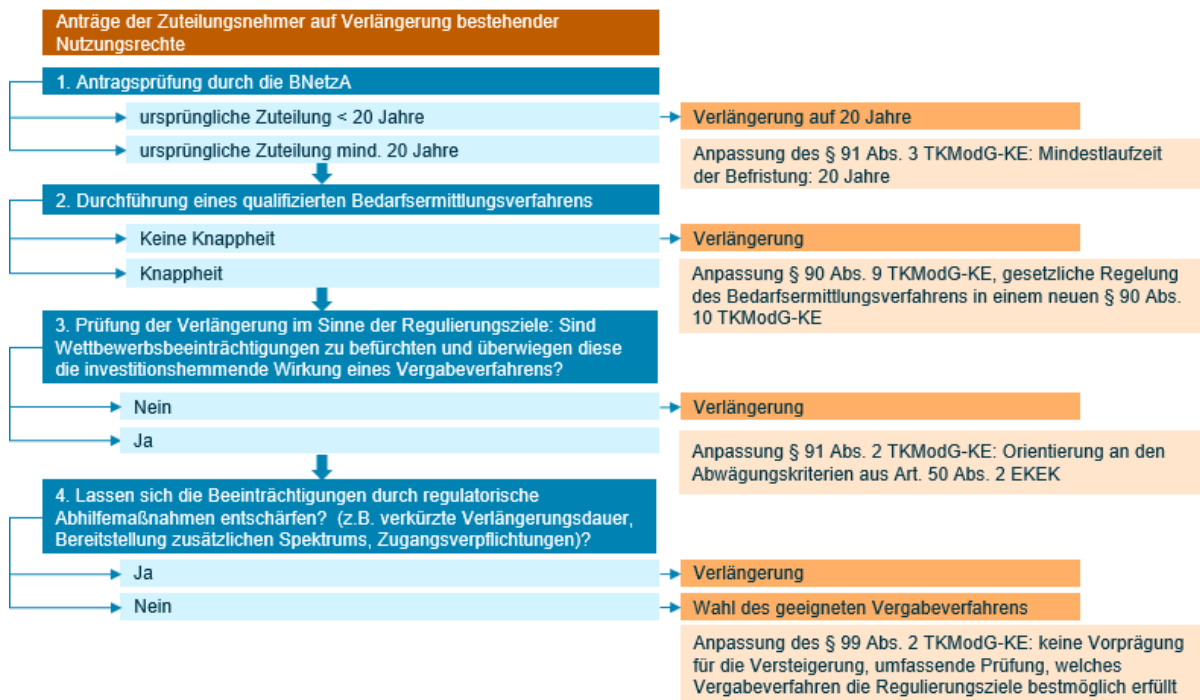 Anträge der Zuteilungsnehmer auf Verlängerung bestehender
Nutzungsrechte
1. Antragsprüfung durch die BNetzA
ursprüngliche Zuteilung < 20 Jahre
Verlängerung auf 20 Jahre
ursprüngliche Zuteilung mind. 20 Jahre
Anpassung des § 91 Abs. 3 TKModG-KE: Mindestlaufzeit
der Befristung: 20 Jahre
2. Durchführung eines qualifizierten Bedarfsermittlungsverfahrens
Keine Knappheit
Verlängerung
Knappheit
Anpassung § 90 Abs. 9 TKModG-KE, gesetzliche Regelung
des Bedarfsermittlungsverfahrens in einem neuen § 90 Abs.
10 TKModG-KE
3. Prüfung der Verlängerung im Sinne der Regulierungsziele: Sind
Wettbewerbsbeeinträchtigungen zu befürchten und überwiegen diese
die investitionshemmende Wirkung eines Vergabeverfahrens?
Nein
Verlängerung
Ja
Anpassung § 91 Abs. 2 TKModG-KE: Orientierung an den
Abwägungskriterien aus Art. 50 Abs. 2 EKEK
4. Lassen sich die Beeinträchtigungen durch regulatorische
Abhilfemaßnahmen entschärfen? (z.B. verkürzte Verlängerungsdauer,
Bereitstellung zusätzlichen Spektrums, Zugangsverpflichtungen)?
Ja
Verlängerung
Nein
Wahl des geeigneten Vergabeverfahrens
Anpassung des § 99 Abs. 2 TKModG-KE: keine Vorprägung
für die Versteigerung, umfassende Prüfung, welches
Vergabeverfahren die Regulierungsziele bestmöglich erfüllt